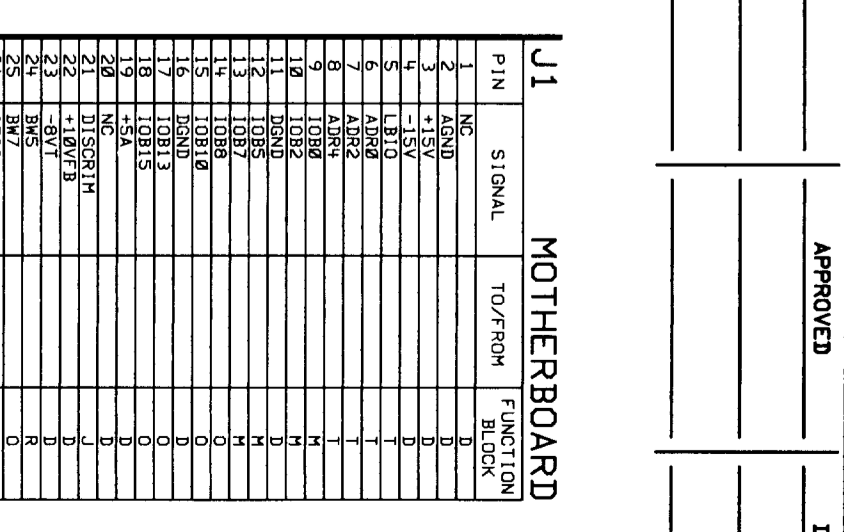 APPROVED
J1 MOTHERBOARD
PIN SIGNAL TO/FROM FUNCTION BLOCK
1 NC D
2 AGND D
3 +15V D
4 -15V D
5 LBIO T
6 ADR0 T
7 ADR2 T
8 ADR4 T
9 IOB0 M
10 IOB2 M
11 DGND D
12 IOB5 M
13 IOB7 M
14 IOB8 O
15 IOB10 O
16 DGND D
17 IOB13 O
18 IOB15 O
19 +5A D
20 NC D
21 DISCRIM J
22 +10VFB D
23 -8VT D
24 BW5 R
25 BW7 O